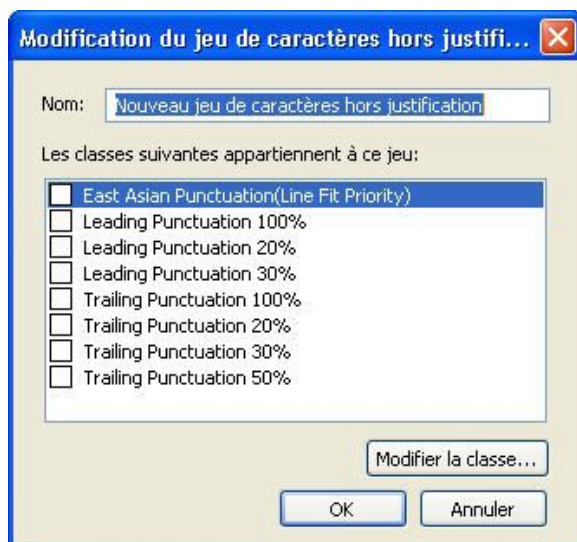 Modification du jeu de caractères hors justifi...
Nom: Nouveau jeu de caractères hors justification
Les classes suivantes appartiennent à ce jeu:
East Asian Punctuation(Line Fit Priority)
Leading Punctuation 100%
Leading Punctuation 20%
Leading Punctuation 30%
Trailing Punctuation 100%
Trailing Punctuation 20%
Trailing Punctuation 30%
Trailing Punctuation 50%
Modifier la classe...
OK Annuler